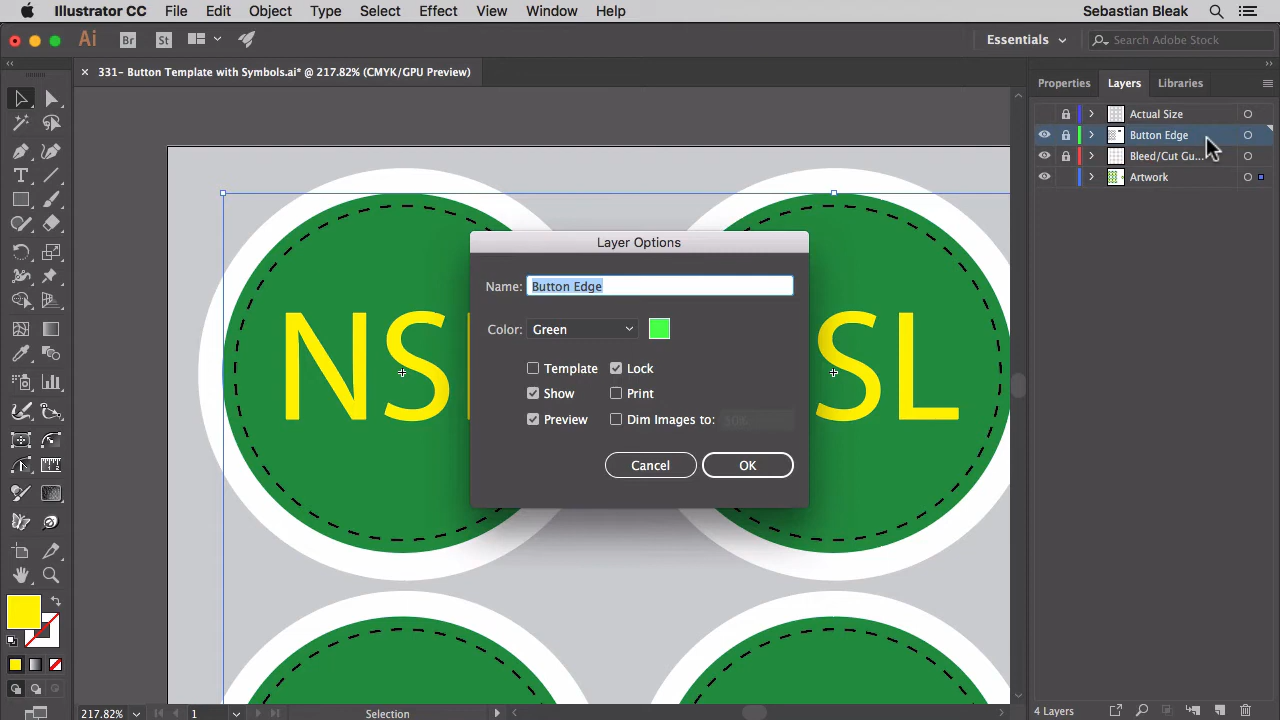 Illustrator CC File Edit Object Type Select Effect View Window Help Sebastian Bleak
Ai Br St Essentials Search Adobe Stock
× 331- Button Template with Symbols.ai* @ 217.82% (CMYK/GPU Preview)
Properties Layers Libraries
Actual Size
Button Edge
Bleed/Cut Gu...
Artwork
Layer Options
Name: Button Edge
Color: Green
Template Lock
Show Print
Preview Dim Images to: 50%
Cancel OK
NS SL
217.82% 1 Selection
4 Layers